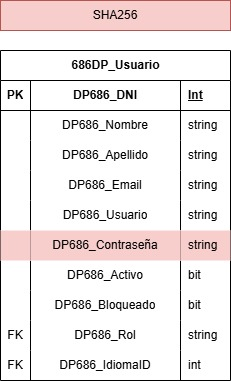 SHA256
686DP_Usuario
PK DP686_DNI Int
DP686_Nombre string
DP686_Apellido string
DP686_Email string
DP686_Usuario string
DP686_Contraseña string
DP686_Activo bit
DP686_Bloqueado bit
FK DP686_Rol string
FK DP686_IdiomaID int